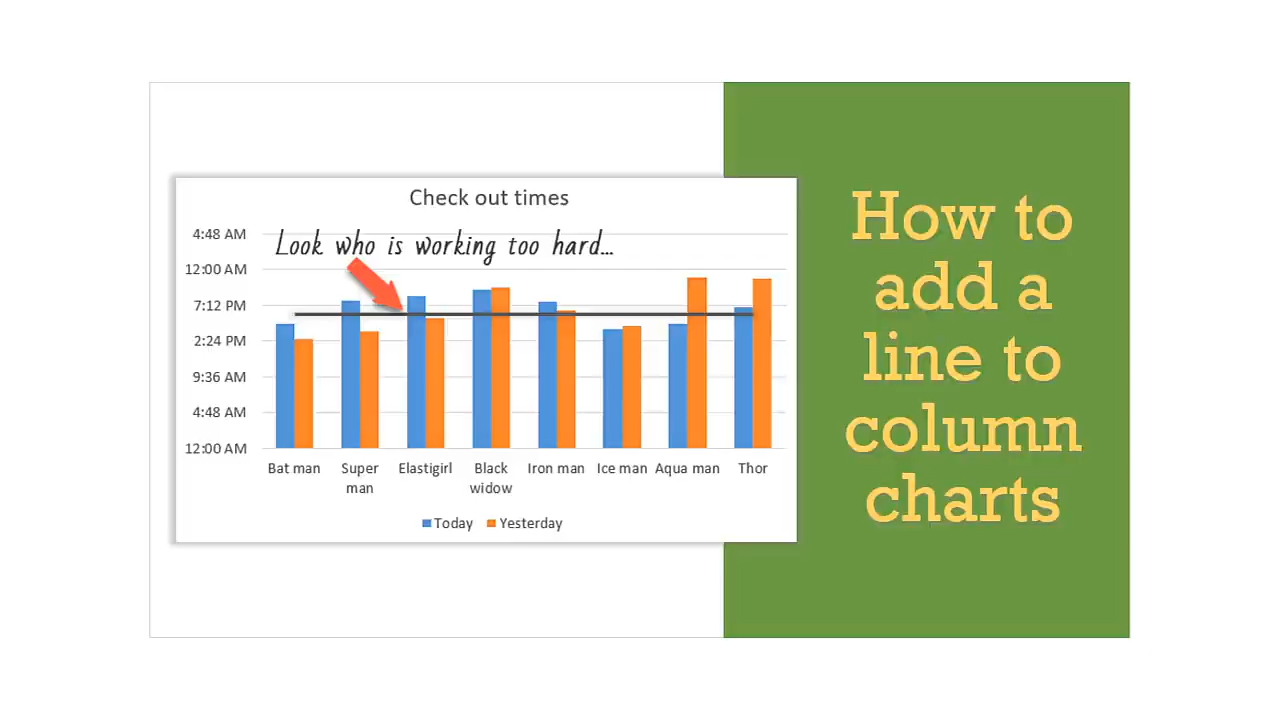 Check out times
Look who is working too hard...
4:48 AM
12:00 AM
7:12 PM
2:24 PM
9:36 AM
4:48 AM
12:00 AM
Bat man
Super
man
Elastigirl
Black
widow
Iron man
Ice man
Aqua man
Thor
Today
Yesterday
How to
add a
line to
column
charts